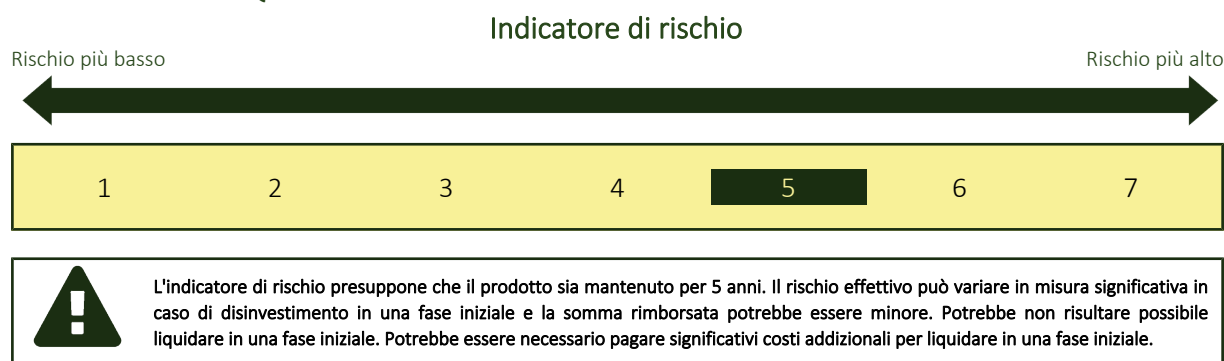 Indicatore di rischio
Rischio più basso
Rischio più alto
1 2 3 4 5 6 7
L'indicatore di rischio presuppone che il prodotto sia mantenuto per 5 anni. Il rischio effettivo può variare in misura significativa in
caso di disinvestimento in una fase iniziale e la somma rimborsata potrebbe essere minore. Potrebbe non risultare possibile
liquidare in una fase iniziale. Potrebbe essere necessario pagare significativi costi addizionali per liquidare in una fase iniziale.